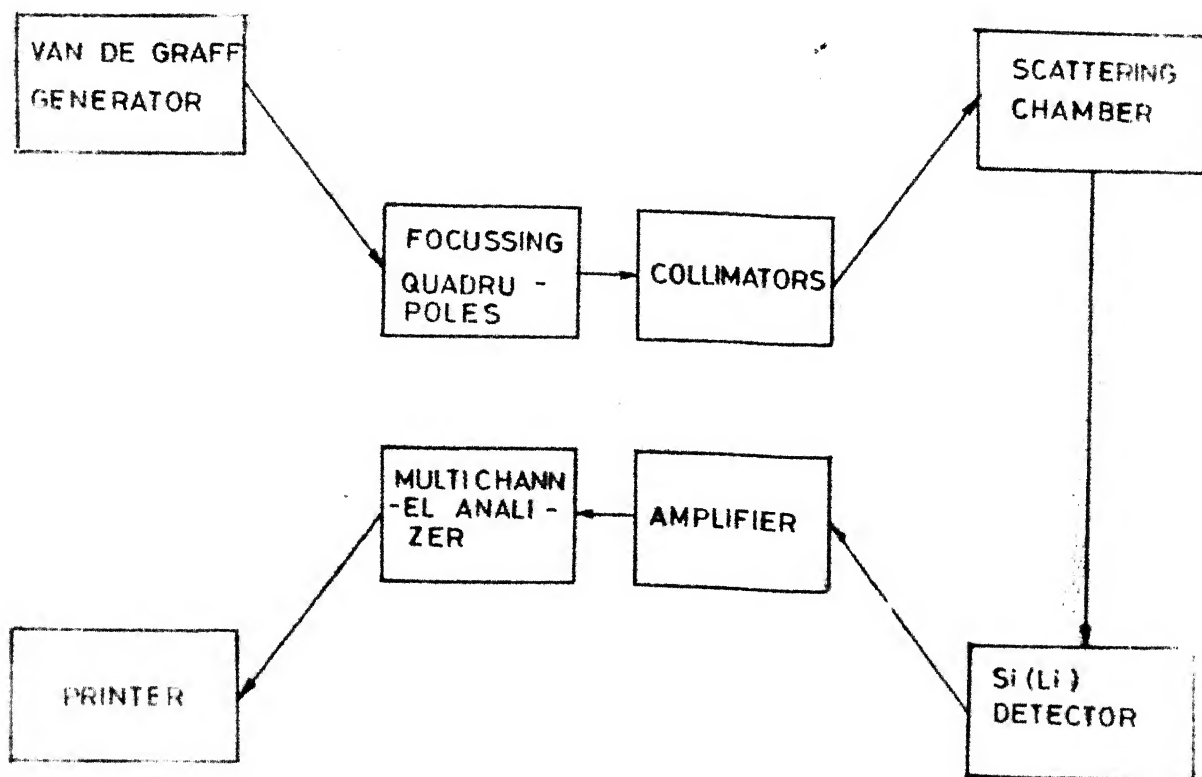 VAN DE GRAFF
GENERATOR
FOCUSSING
QUADRU -
POLES
COLLIMATORS
SCATTERING
CHAMBER
Si(Li)
DETECTOR
AMPLIFIER
MULTICHANN
-EL ANALI -
ZER
PRINTER